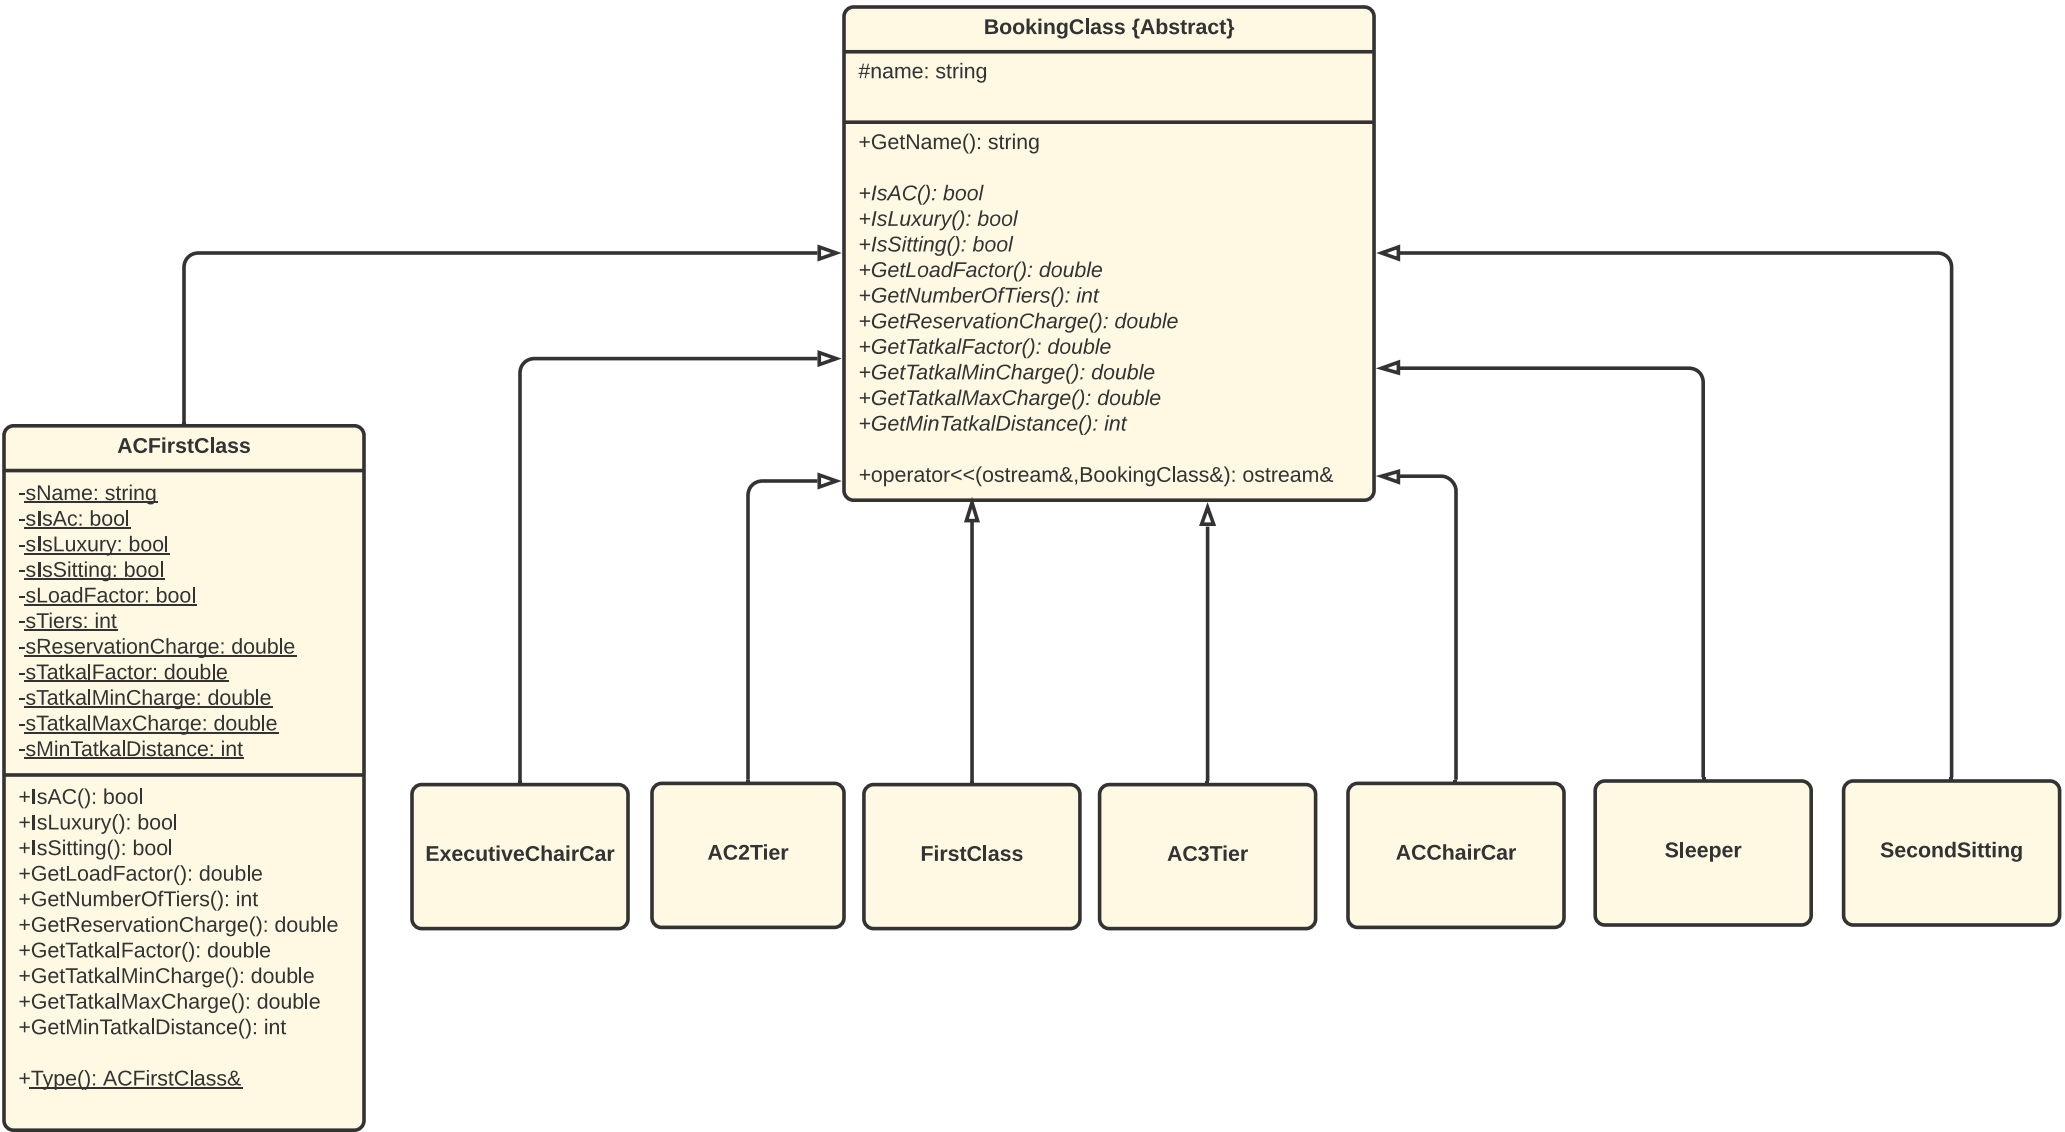 BookingClass {Abstract}
#name: string
+GetName(): string
+IsAC(): bool
+IsLuxury(): bool
+IsSitting(): bool
+GetLoadFactor(): double
+GetNumberOfTiers(): int
+GetReservationCharge(): double
+GetTatkalFactor(): double
+GetTatkalMinCharge(): double
+GetTatkalMaxCharge(): double
+GetMinTatkalDistance(): int
+operator<<(ostream&,BookingClass&): ostream&
ACFirstClass
-sName: string
-sIsAc: bool
-sIsLuxury: bool
-sIsSitting: bool
-sLoadFactor: bool
-sTiers: int
-sReservationCharge: double
-sTatkalFactor: double
-sTatkalMinCharge: double
-sTatkalMaxCharge: double
-sMinTatkalDistance: int
+IsAC(): bool
+IsLuxury(): bool
+IsSitting(): bool
+GetLoadFactor(): double
+GetNumberOfTiers(): int
+GetReservationCharge(): double
+GetTatkalFactor(): double
+GetTatkalMinCharge(): double
+GetTatkalMaxCharge(): double
+GetMinTatkalDistance(): int
+Type(): ACFirstClass&
ExecutiveChairCar
AC2Tier
FirstClass
AC3Tier
ACChairCar
Sleeper
SecondSitting